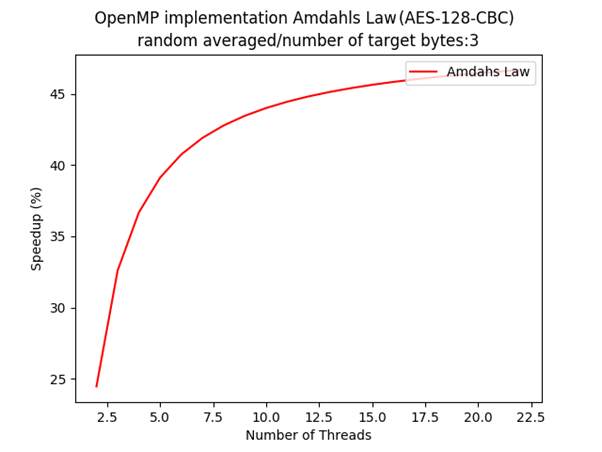 OpenMP implementation Amdahls Law(AES-128-CBC)
random averaged/number of target bytes:3
Amdahs Law
45
40
35
30
25
Speedup (%)
2.5 5.0 7.5 10.0 12.5 15.0 17.5 20.0 22.5
Number of Threads